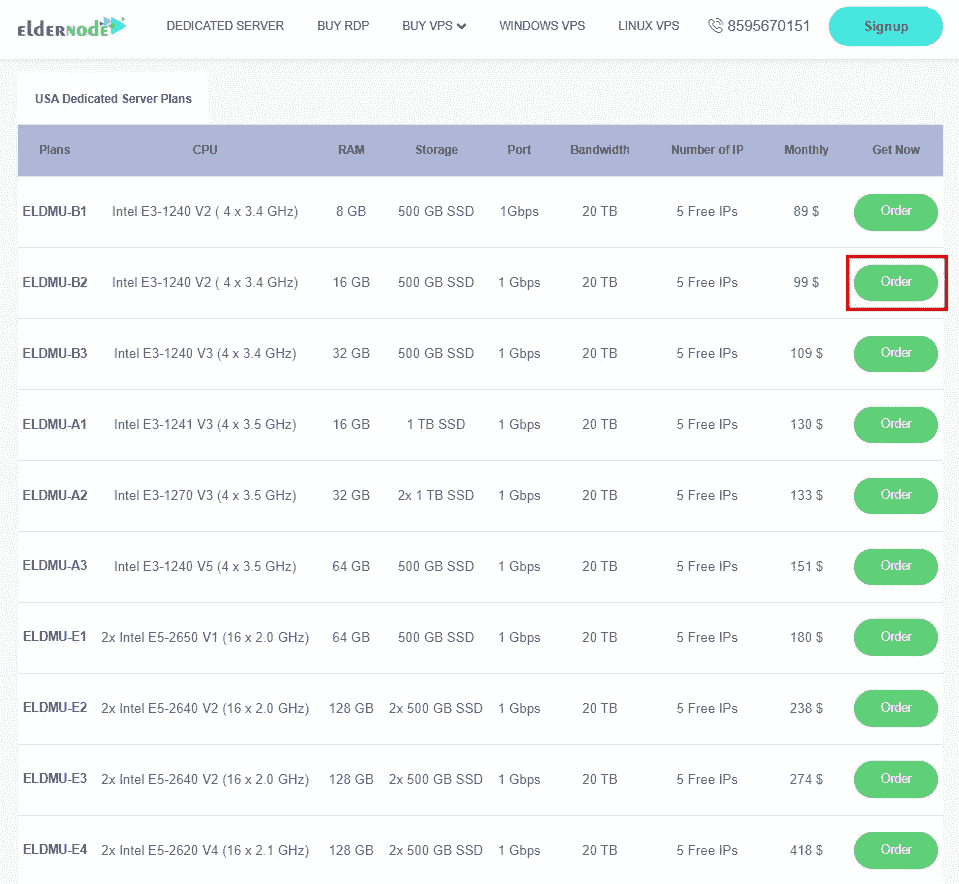 ELDERNODE DEDICATED SERVER BUY RDP BUY VPS WINDOWS VPS LINUX VPS 8595670151 Signup
USA Dedicated Server Plans
Plans CPU RAM Storage Port Bandwidth Number of IP Monthly Get Now
ELDMU-B1 Intel E3-1240 V2 ( 4 x 3.4 GHz) 8 GB 500 GB SSD 1Gbps 20 TB 5 Free IPs 89 $ Order
ELDMU-B2 Intel E3-1240 V2 ( 4 x 3.4 GHz) 16 GB 500 GB SSD 1 Gbps 20 TB 5 Free IPs 99 $ Order
ELDMU-B3 Intel E3-1240 V3 (4 x 3.4 GHz) 32 GB 500 GB SSD 1 Gbps 20 TB 5 Free IPs 109 $ Order
ELDMU-A1 Intel E3-1241 V3 (4 x 3.5 GHz) 16 GB 1 TB SSD 1 Gbps 20 TB 5 Free IPs 130 $ Order
ELDMU-A2 Intel E3-1270 V3 (4 x 3.5 GHz) 32 GB 2x 1 TB SSD 1 Gbps 20 TB 5 Free IPs 133 $ Order
ELDMU-A3 Intel E3-1240 V5 (4 x 3.5 GHz) 64 GB 500 GB SSD 1 Gbps 20 TB 5 Free IPs 151 $ Order
ELDMU-E1 2x Intel E5-2650 V1 (16 x 2.0 GHz) 64 GB 500 GB SSD 1 Gbps 20 TB 5 Free IPs 180 $ Order
ELDMU-E2 2x Intel E5-2640 V2 (16 x 2.0 GHz) 128 GB 2x 500 GB SSD 1 Gbps 20 TB 5 Free IPs 238 $ Order
ELDMU-E3 2x Intel E5-2640 V2 (16 x 2.0 GHz) 128 GB 2x 500 GB SSD 1 Gbps 20 TB 5 Free IPs 274 $ Order
ELDMU-E4 2x Intel E5-2620 V4 (16 x 2.1 GHz) 128 GB 2x 500 GB SSD 1 Gbps 20 TB 5 Free IPs 418 $ Order